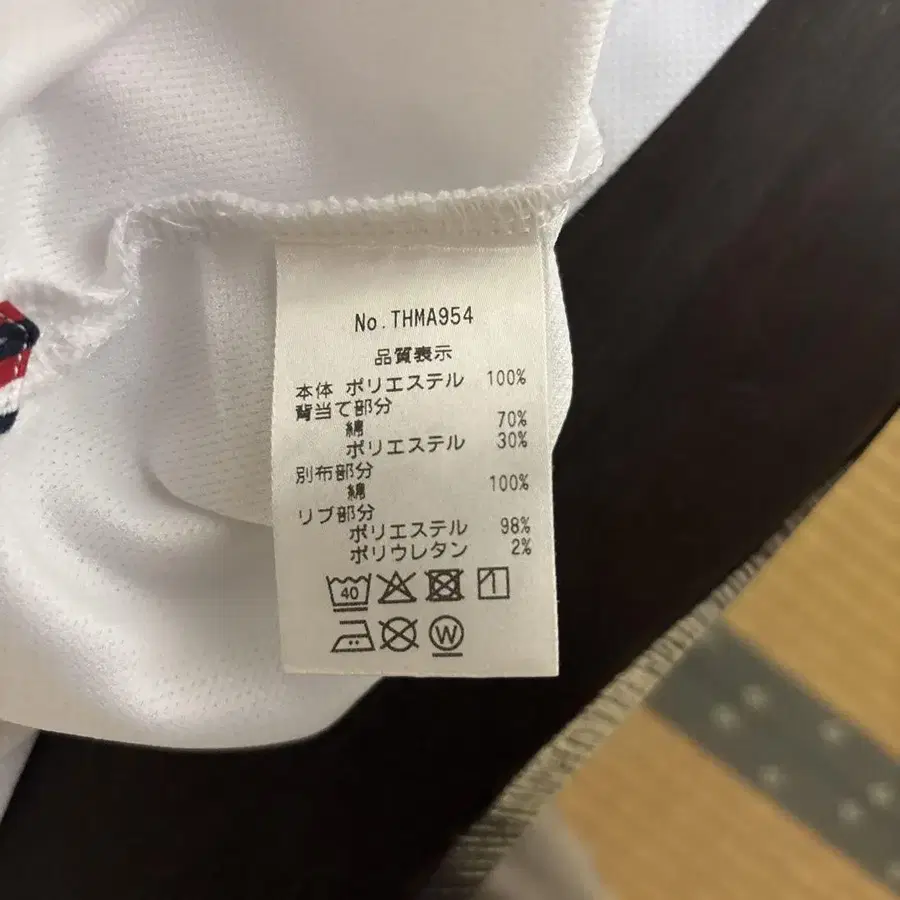 No.THMA954
品質表示
本体 ポリエステル 100%
背当て部分
綿 70%
ポリエステル 30%
別布部分
綿 100%
リブ部分
ポリエステル 98%
ポリウレタン 2%
40
W